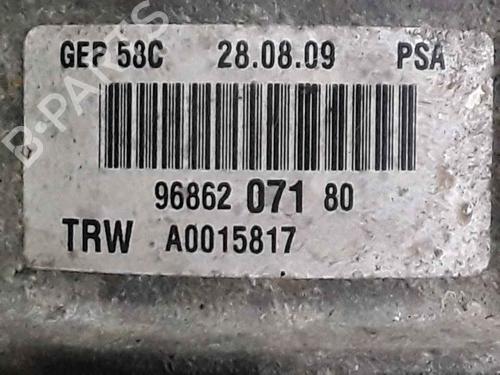 GEP 58C 28.08.09 PSA
96862 071 80
TRW A0015817
B-PARTS